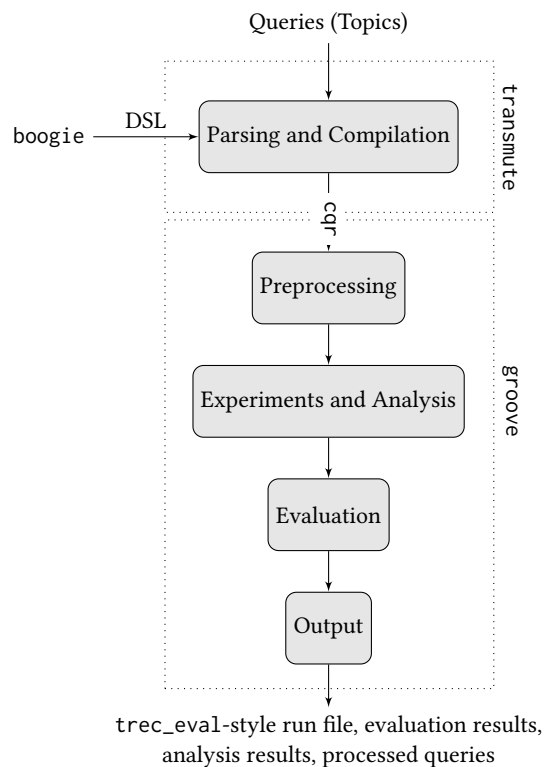 Queries (Topics)
transmute
DSL
boogie
Parsing and Compilation
cqr
Preprocessing
groove
Experiments and Analysis
Evaluation
Output
trec_eval-style run file, evaluation results,
analysis results, processed queries